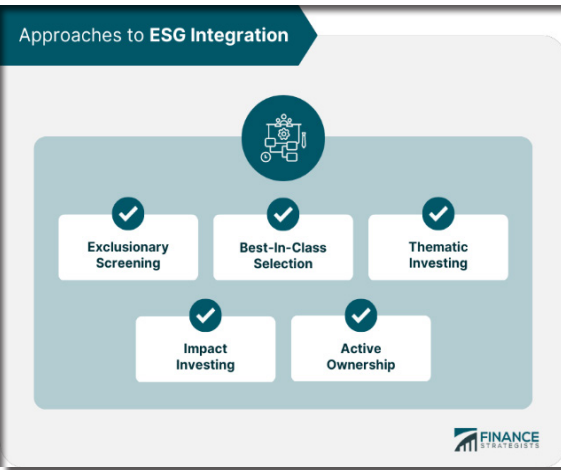 Approaches to ESG Integration
Exclusionary
Screening
Best-In-Class
Selection
Thematic
Investing
Impact
Investing
Active
Ownership
FINANCE
STRATEGISTS